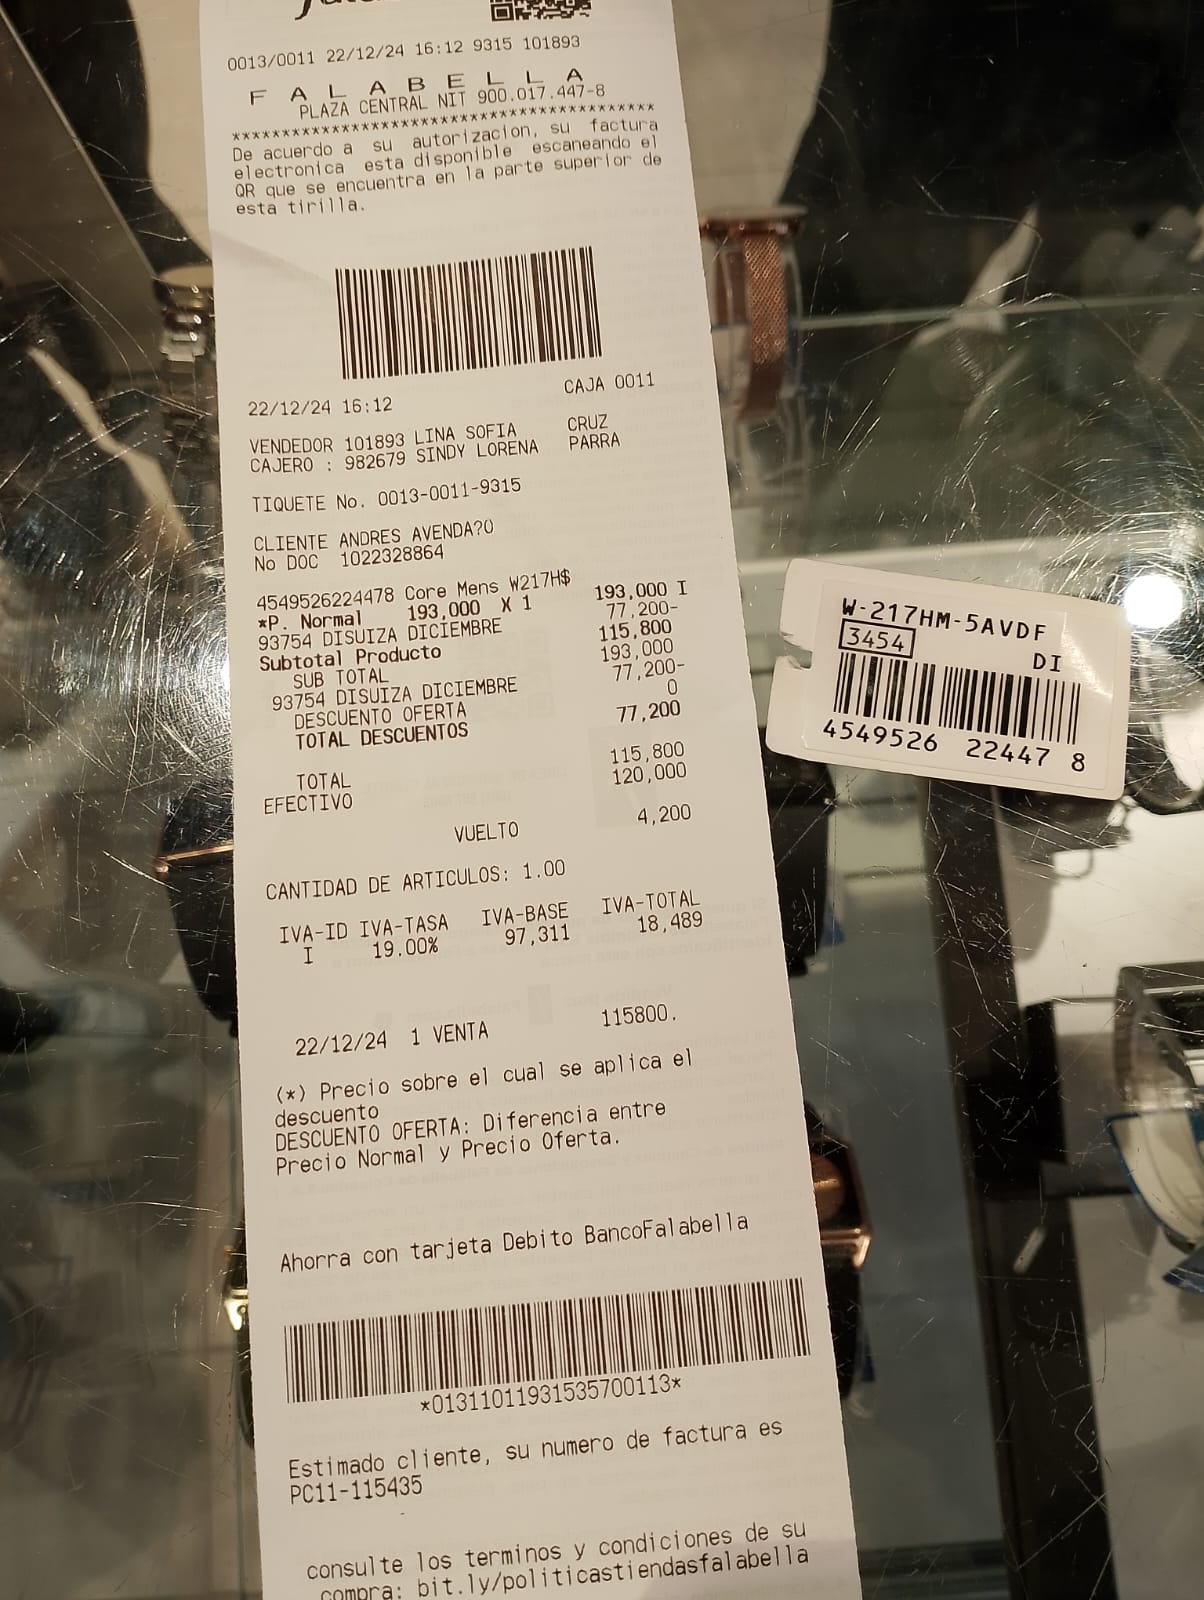 0013/0011 22/12/24 16:12 9315 101893
F A L A B E L L A
PLAZA CENTRAL NIT 900.017.447-8
****************************************
De acuerdo a su autorizacion, su factura
electronica esta disponible escaneando el
QR que se encuentra en la parte superior de
esta tirilla.
CAJA 0011
22/12/24 16:12
VENDEDOR 101893 LINA SOFIA CRUZ
CAJERO : 982679 SINDY LORENA PARRA
TIQUETE No. 0013-0011-9315
CLIENTE ANDRES AVENDA?O
No DOC 1022328864
4549526224478 Core Mens W217H$ 193,000 I
*P. Normal 193,000 X 1
93754 DISUIZA DICIEMBRE 77,200-
Subtotal Producto 115,800
SUB TOTAL 193,000
93754 DISUIZA DICIEMBRE 77,200-
DESCUENTO OFERTA 0
TOTAL DESCUENTOS 77,200
TOTAL 115,800
EFECTIVO 120,000
VUELTO 4,200
CANTIDAD DE ARTICULOS: 1.00
IVA-ID IVA-TASA IVA-BASE IVA-TOTAL
I 19.00% 97,311 18,489
22/12/24 1 VENTA 115800.
(*) Precio sobre el cual se aplica el
descuento
DESCUENTO OFERTA: Diferencia entre
Precio Normal y Precio Oferta.
Ahorra con tarjeta Debito BancoFalabella
*01311011931535700113*
Estimado cliente, su numero de factura es
PC11-115435
consulte los terminos y condiciones de su
compra: bit.ly/politicastiendasfalabella
W-217HM-5AVDF
3454
DI
4549526 22447 8